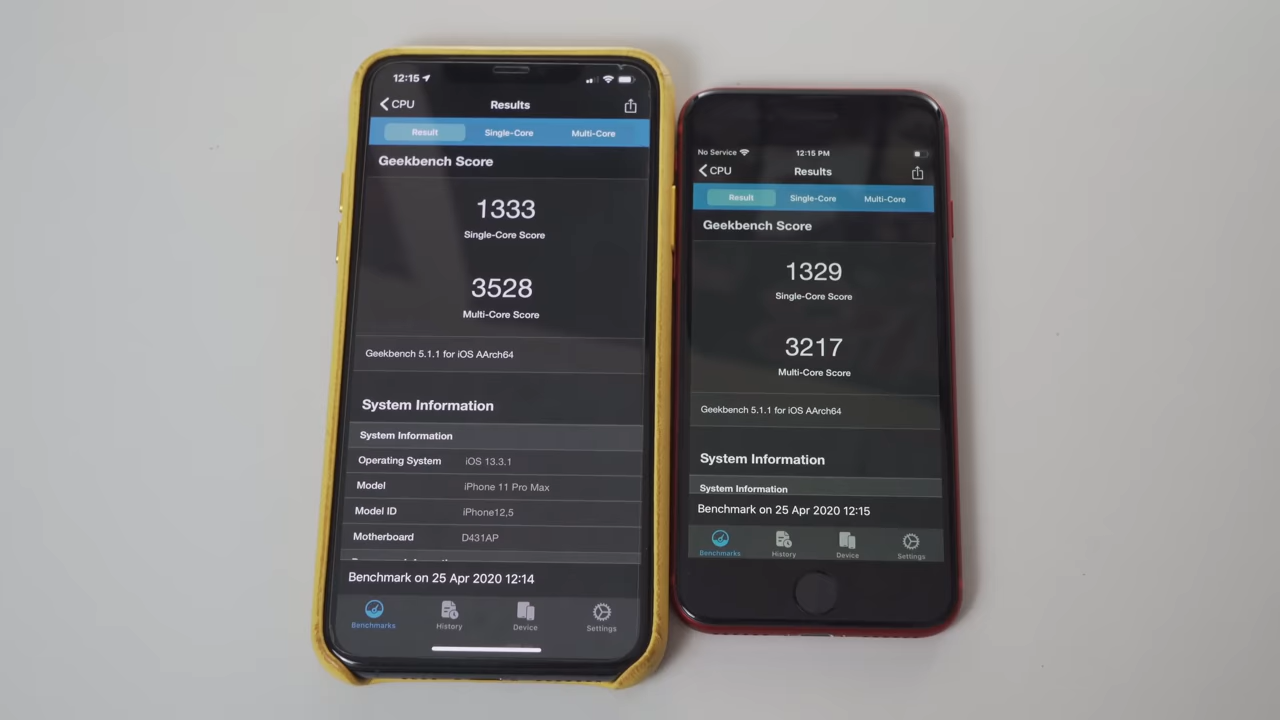 12:15
CPU
Results
Result Single-Core Multi-Core
Geekbench Score
1333
Single-Core Score
3528
Multi-Core Score
Geekbench 5.1.1 for iOS AArch64
System Information
System Information
Operating System iOS 13.3.1
Model iPhone 11 Pro Max
Model ID iPhone12,5
Motherboard D431AP
Benchmark on 25 Apr 2020 12:14
Benchmarks History Device Settings
No Service 12:15 PM
CPU
Results
Result Single-Core Multi-Core
Geekbench Score
1329
Single-Core Score
3217
Multi-Core Score
Geekbench 5.1.1 for iOS AArch64
System Information
System Information
Benchmark on 25 Apr 2020 12:15
Benchmarks History Device Settings